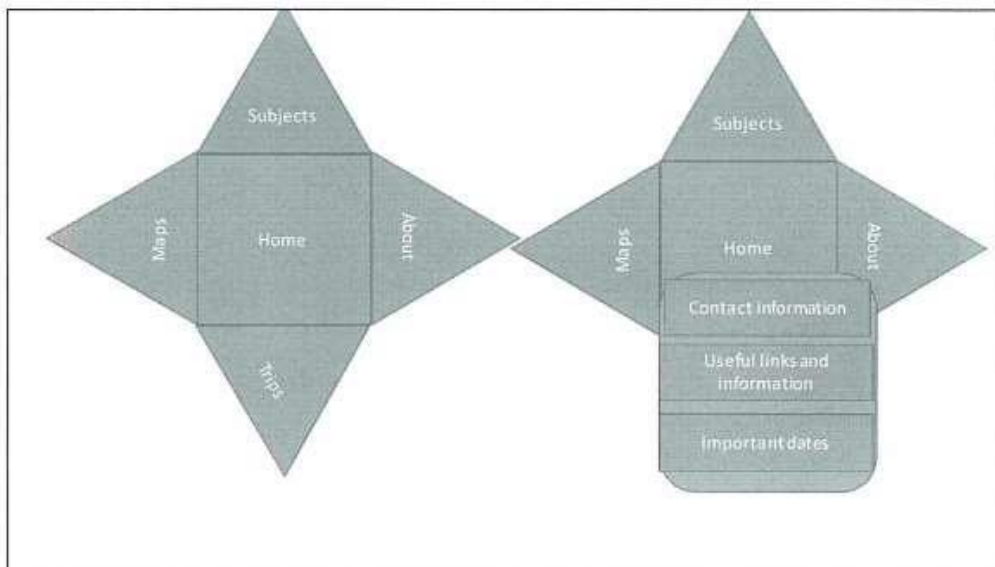 Subjects
Maps
Home
About
Trips
Subjects
Maps
Home
About
Contact information
Useful links and
information
Important dates